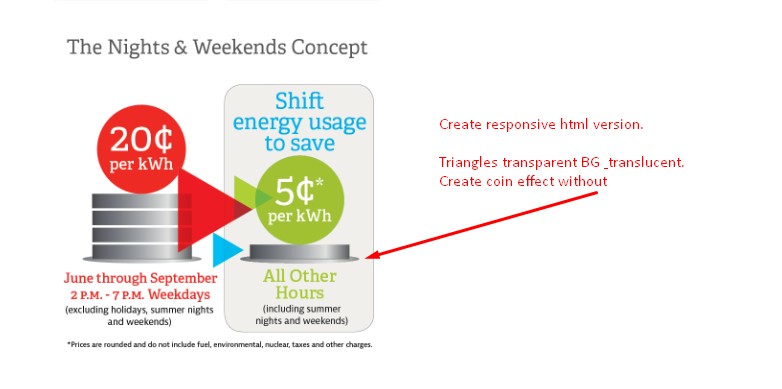 The Nights & Weekends Concept
Shift
energy usage
to save
20¢
per kWh
5¢*
per kWh
June through September
2 P.M. - 7 P.M. Weekdays
(excluding holidays, summer nights
and weekends)
All Other
Hours
(including summer
nights and weekends)
*Prices are rounded and do not include fuel, environmental, nuclear, taxes and other charges.
Create responsive html version.
Triangles transparent BG _translucent.
Create coin effect without